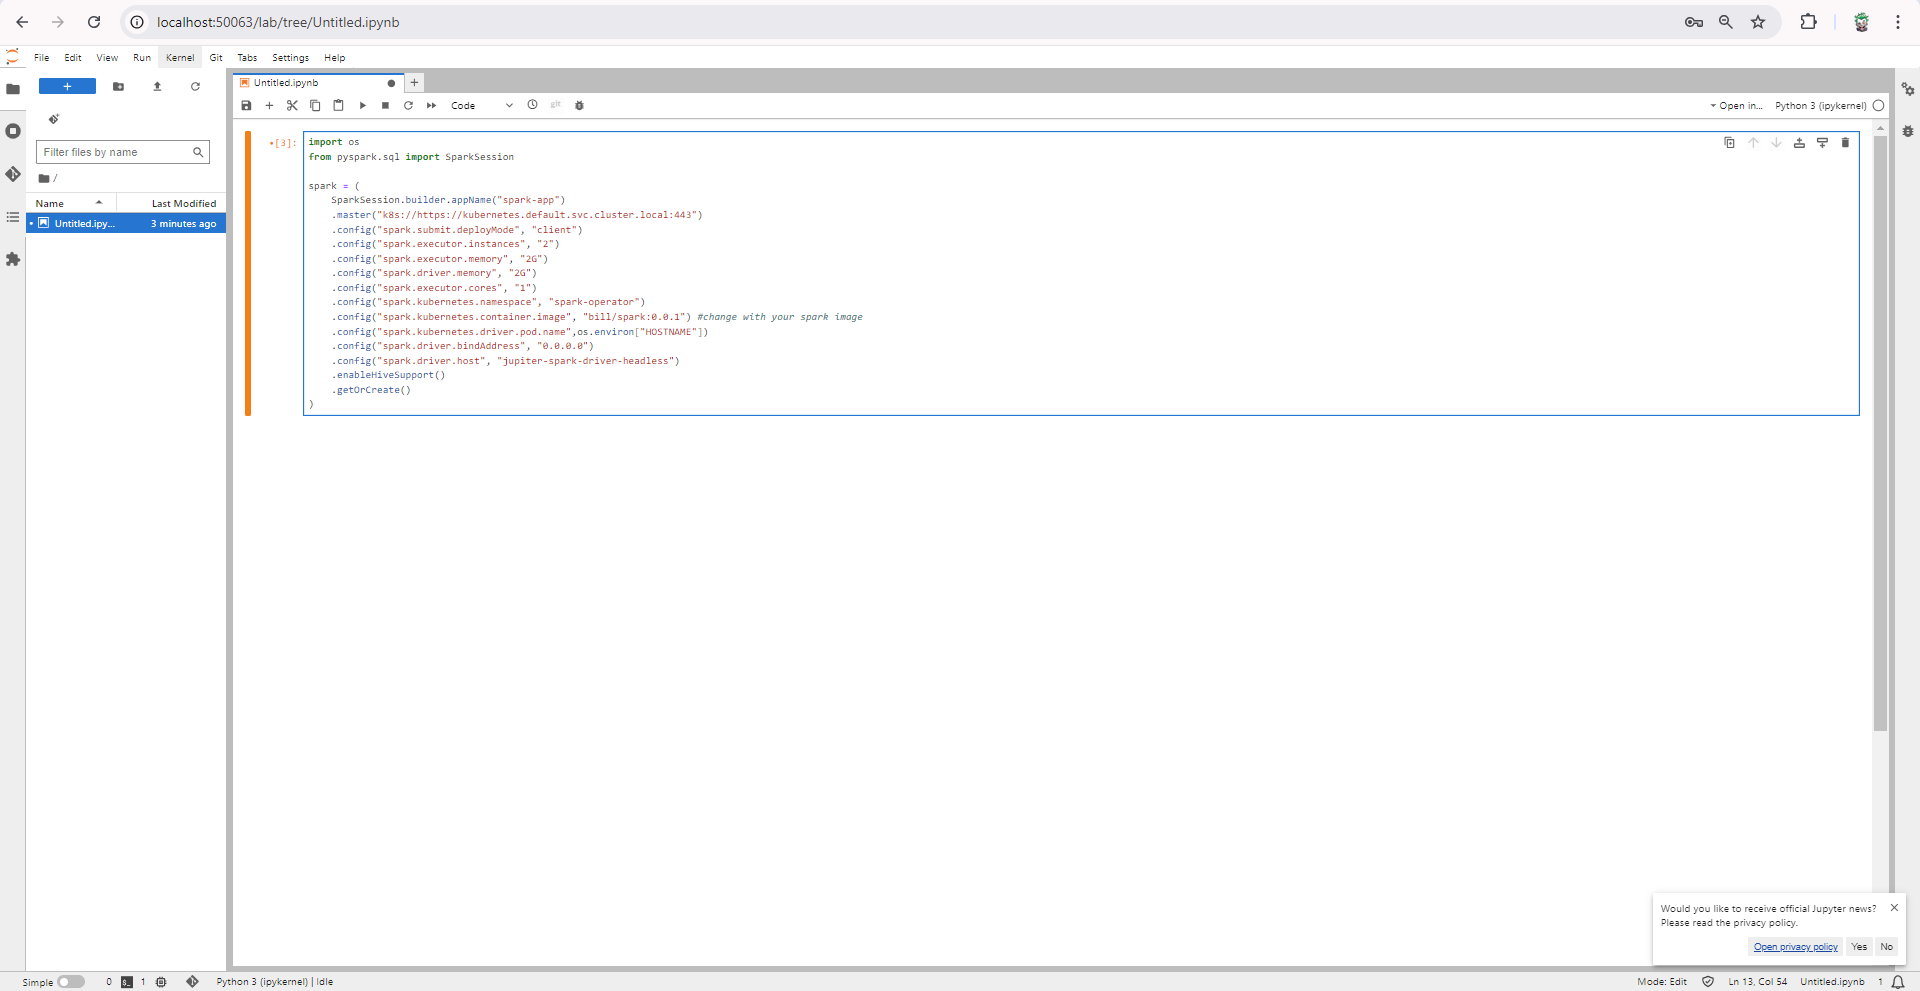 localhost:50063/lab/tree/Untitled.ipynb
File Edit View Run Kernel Git Tabs Settings Help
Untitled.ipynb
Code
git
Open in...
Python 3 (ipykernel)
Filter files by name
/
Name Last Modified
Untitled.ipy... 3 minutes ago
[3]:
import os
from pyspark.sql import SparkSession
spark = (
SparkSession.builder.appName("spark-app")
.master("k8s://https://kubernetes.default.svc.cluster.local:443")
.config("spark.submit.deployMode", "client")
.config("spark.executor.instances", "2")
.config("spark.executor.memory", "2G")
.config("spark.driver.memory", "2G")
.config("spark.executor.cores", "1")
.config("spark.kubernetes.namespace", "spark-operator")
.config("spark.kubernetes.container.image", "bill/spark:0.0.1") #change with your spark image
.config("spark.kubernetes.driver.pod.name",os.environ["HOSTNAME"])
.config("spark.driver.bindAddress", "0.0.0.0")
.config("spark.driver.host", "jupiter-spark-driver-headless")
.enableHiveSupport()
.getOrCreate()
)
Would you like to receive official Jupyter news?
Please read the privacy policy.
Open privacy policy Yes No
Simple 0 1 Python 3 (ipykernel) | Idle
Mode: Edit Ln 13, Col 54 Untitled.ipynb 1